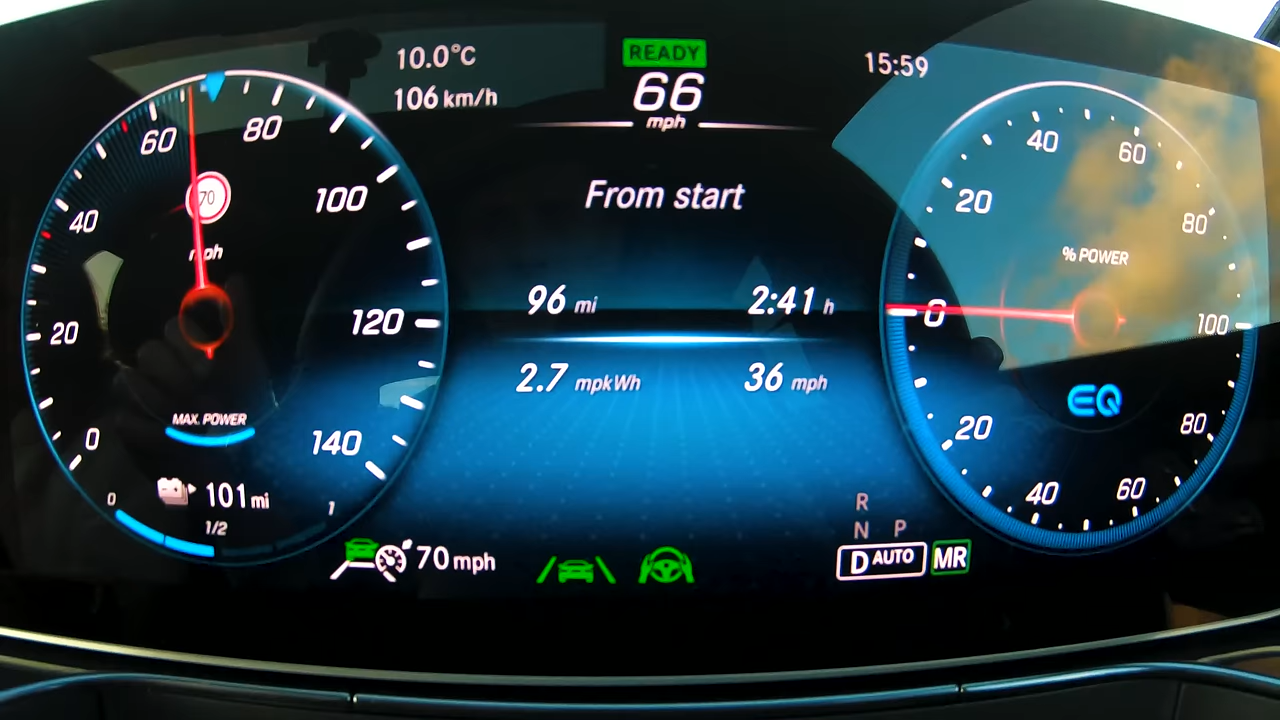 10.0°C
106 km/h
READY
66
mph
15:59
0
20
40
60
80
100
120
140
70
mph
MAX. POWER
101 mi
0
1/2
1
From start
96 mi
2:41 h
2.7 mpkWh
36 mph
70 mph
R
N P
D AUTO
MR
40
60
20
80
% POWER
0
100
EQ
20
80
40
60